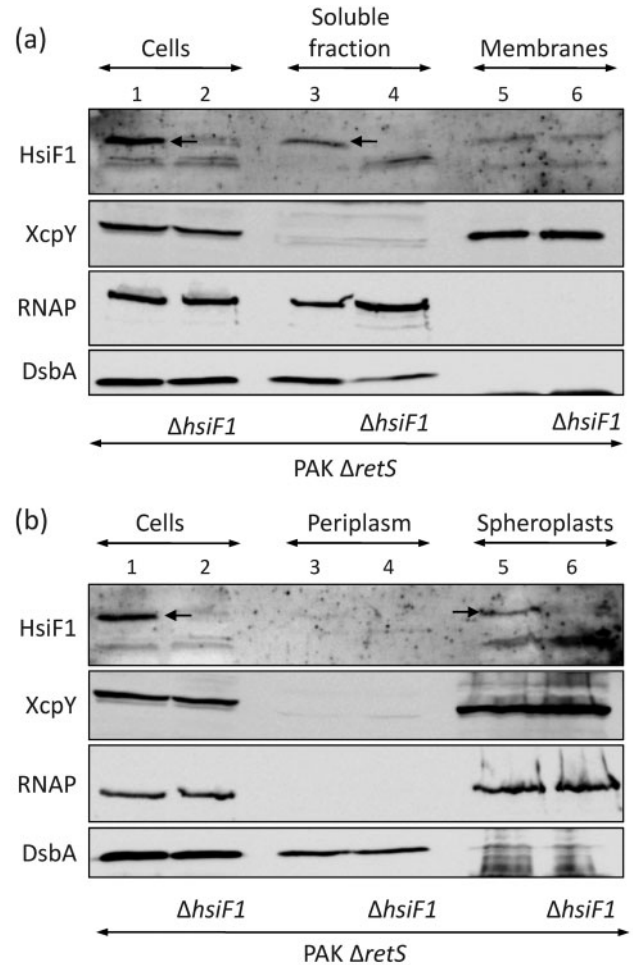 (a)
Cells
Soluble
fraction
Membranes
1 2 3 4 5 6
HsiF1
XcpY
RNAP
DsbA
ΔhsiF1 ΔhsiF1 ΔhsiF1
PAK ΔretS
(b)
Cells Periplasm Spheroplasts
1 2 3 4 5 6
HsiF1
XcpY
RNAP
DsbA
ΔhsiF1 ΔhsiF1 ΔhsiF1
PAK ΔretS